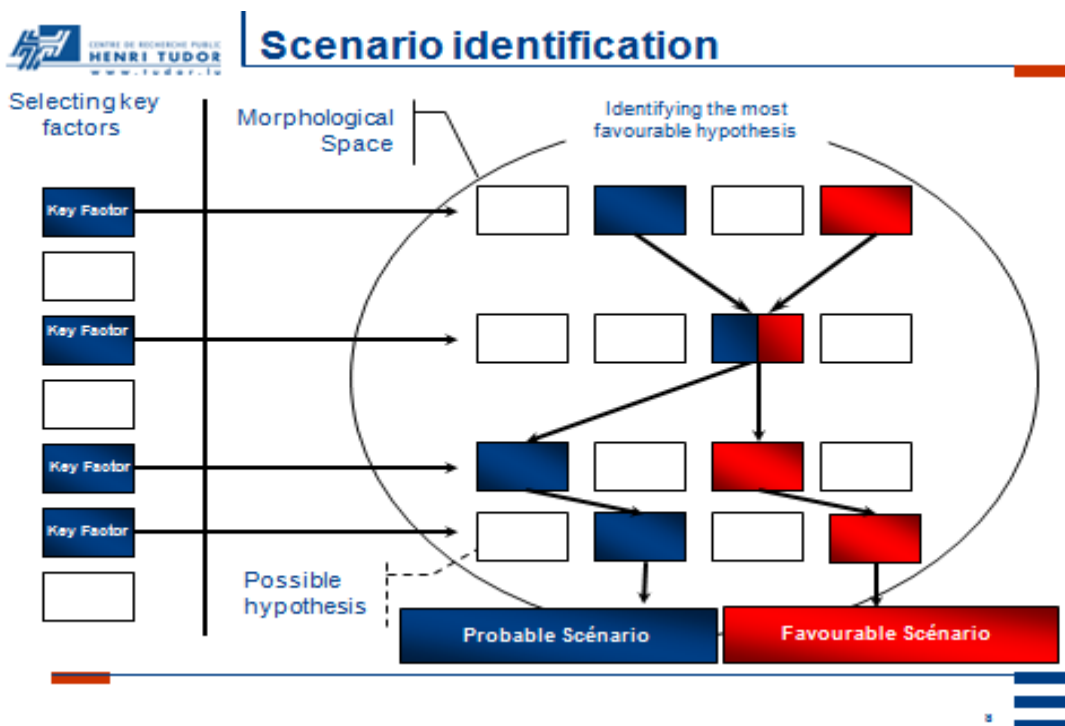 CENTRE DE RECHERCHE PUBLIC
HENRI TUDOR
www.tudor.lu
Scenario identification
Selecting key
factors
Morphological
Space
Identifying the most
favourable hypothesis
Key Factor
Key Factor
Key Factor
Key Factor
Possible
hypothesis
Probable Scénario
Favourable Scénario